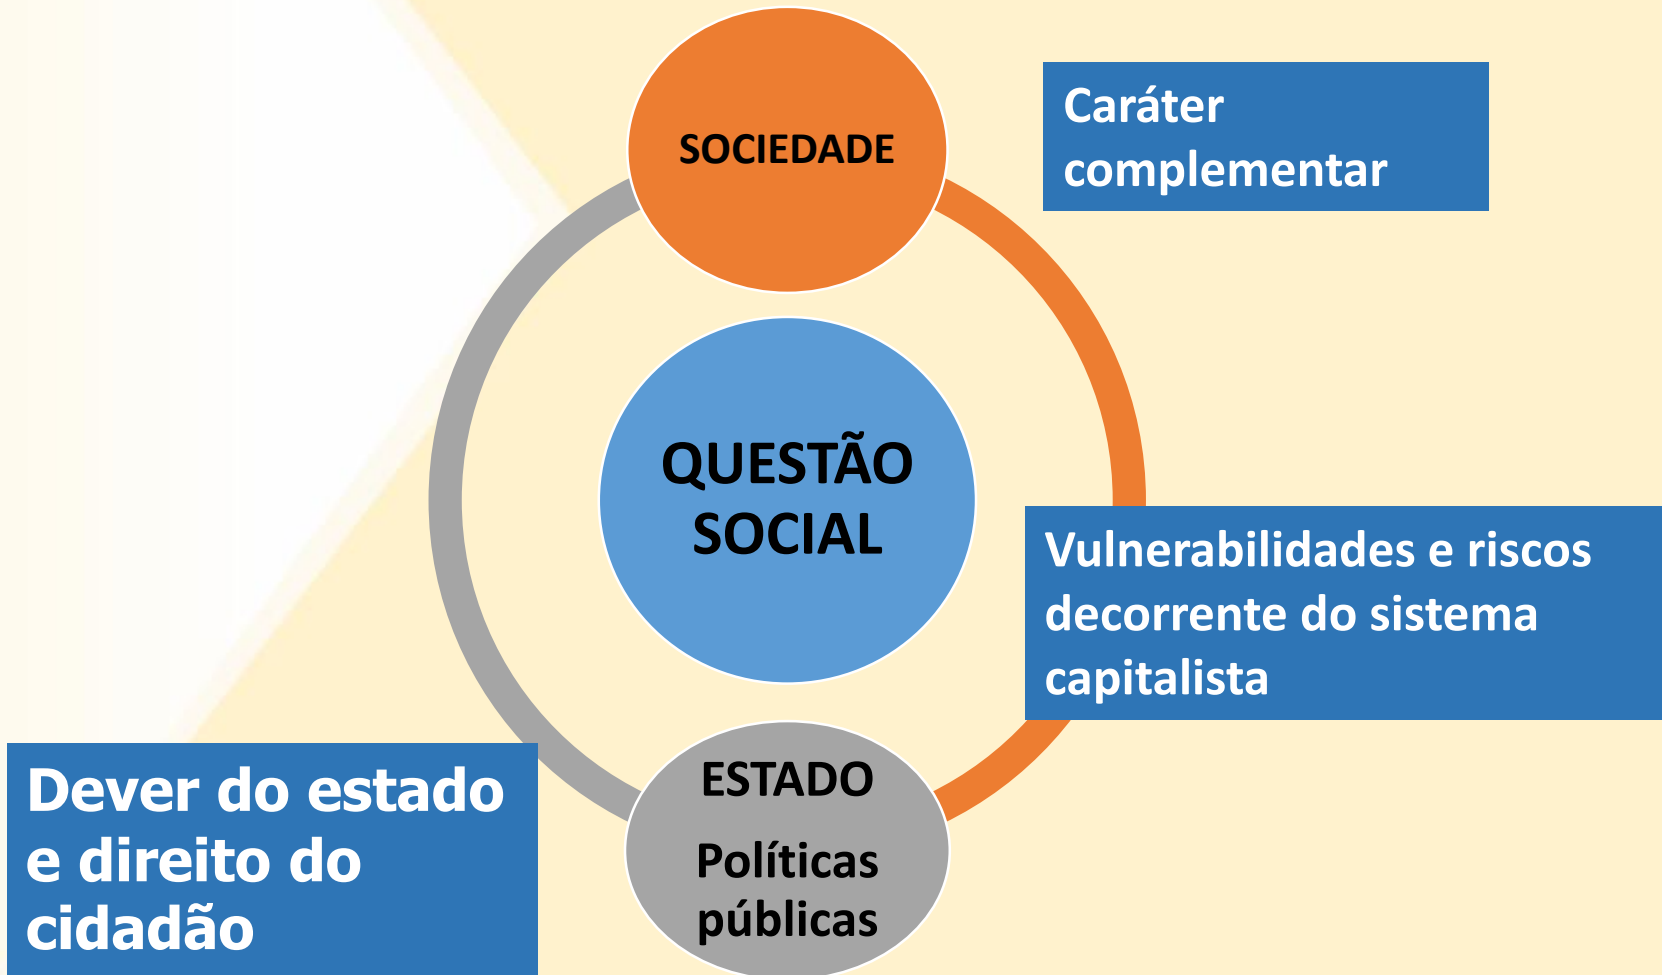 SOCIEDADE
Caráter
complementar
QUESTÃO
SOCIAL
Vulnerabilidades e riscos
decorrente do sistema
capitalista
ESTADO
Políticas
públicas
Dever do estado
e direito do
cidadão